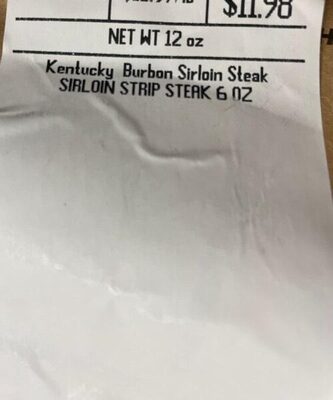 $11.98
NET WT 12 oz
Kentucky Burbon Sirloin Steak
SIRLOIN STRIP STEAK 6 OZ